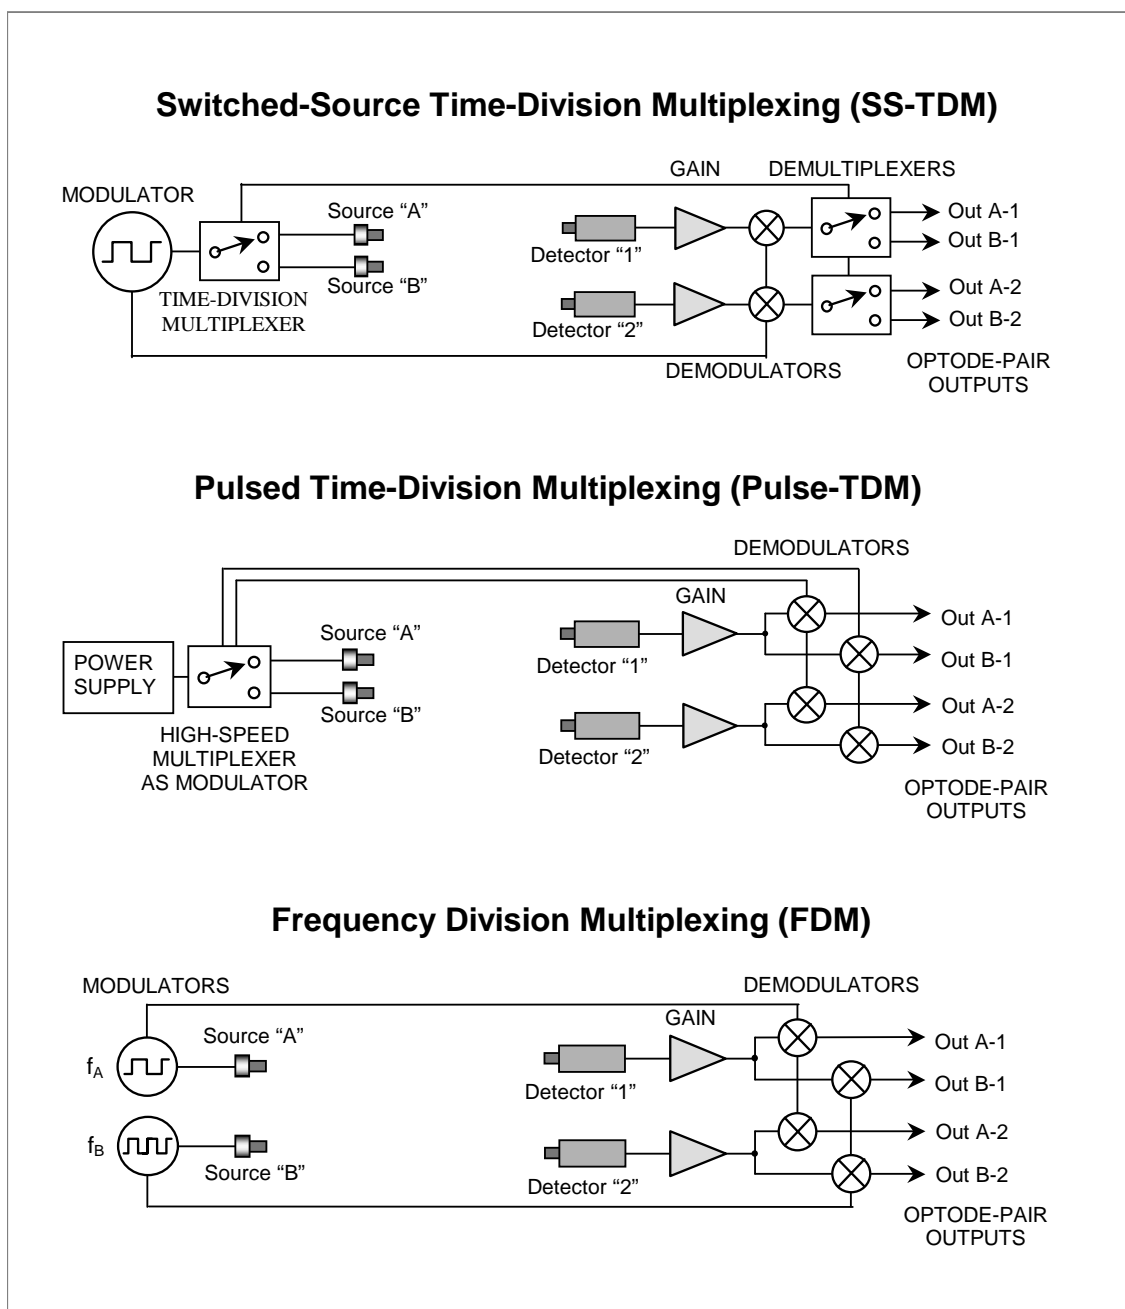 Switched-Source Time-Division Multiplexing (SS-TDM)
MODULATOR
GAIN
DEMULTIPLEXERS
Source “A”
Source “B”
TIME-DIVISION
MULTIPLEXER
Detector “1”
Detector “2”
DEMODULATORS
Out A-1
Out B-1
Out A-2
Out B-2
OPTODE-PAIR
OUTPUTS
Pulsed Time-Division Multiplexing (Pulse-TDM)
DEMODULATORS
GAIN
POWER
SUPPLY
Source “A”
Source “B”
HIGH-SPEED
MULTIPLEXER
AS MODULATOR
Detector “1”
Detector “2”
Out A-1
Out B-1
Out A-2
Out B-2
OPTODE-PAIR
OUTPUTS
Frequency Division Multiplexing (FDM)
MODULATORS
DEMODULATORS
GAIN
fA
Source “A”
fB
Source “B”
Detector “1”
Detector “2”
Out A-1
Out B-1
Out A-2
Out B-2
OPTODE-PAIR
OUTPUTS